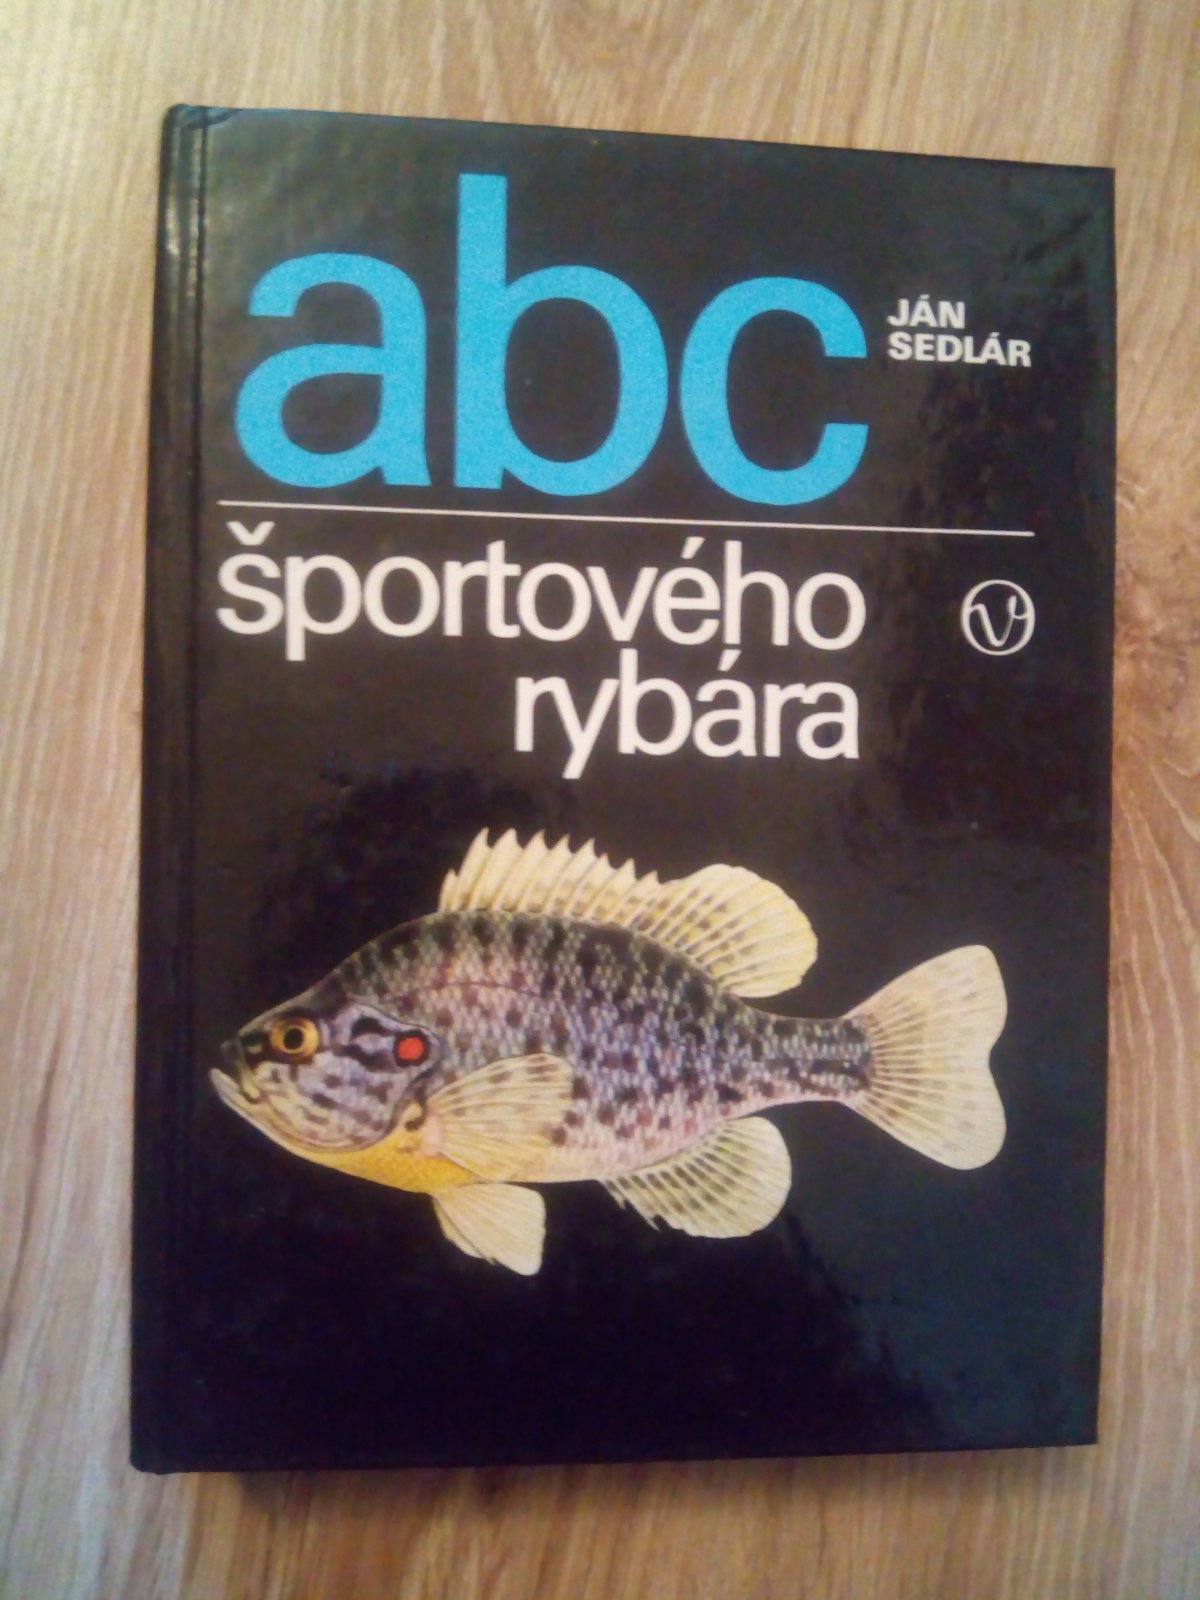 abc
JÁN
SEDLÁR
športového
rybára